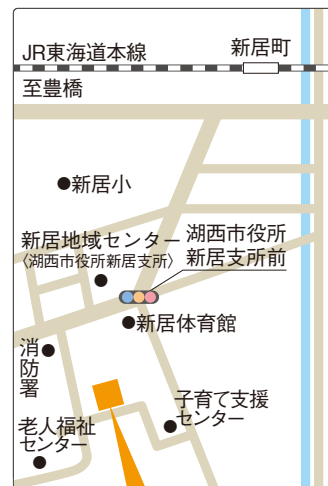 JR東海道本線
新居町
至豊橋
新居小
新居地域センター
〈湖西市役所新居支所〉
湖西市役所
新居支所前
新居体育館
消防署
子育て支援
センター
老人福祉
センター